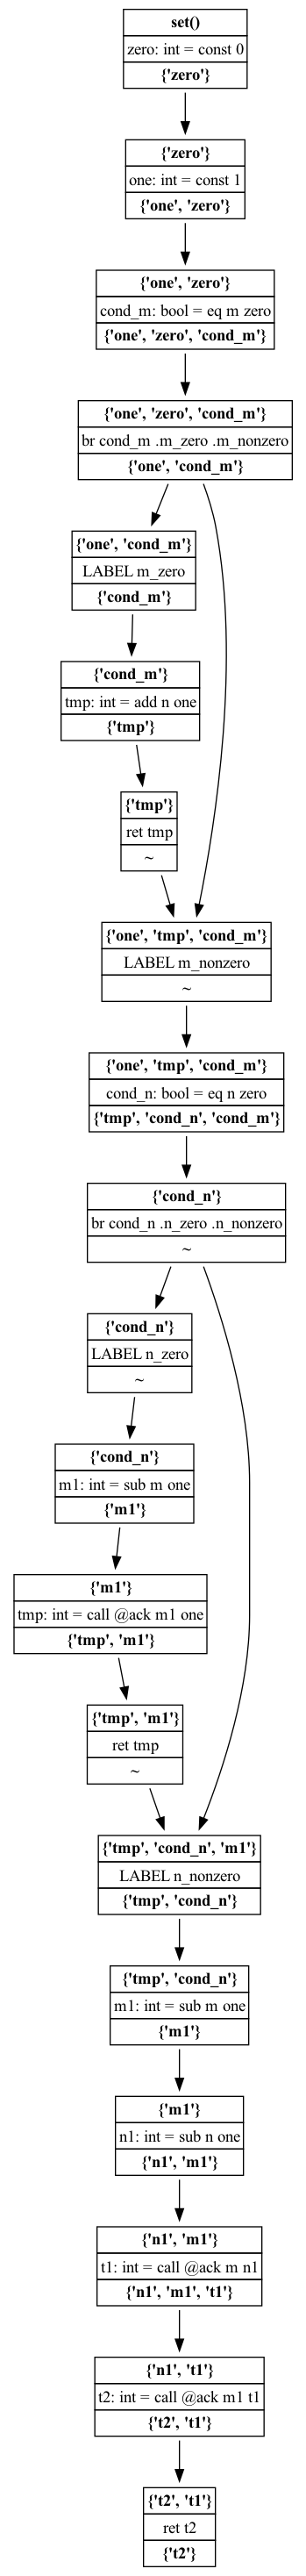 set()
zero: int = const 0
{'zero'}
{'zero'}
one: int = const 1
{'one', 'zero'}
{'one', 'zero'}
cond_m: bool = eq m zero
{'one', 'zero', 'cond_m'}
{'one', 'zero', 'cond_m'}
br cond_m .m_zero .m_nonzero
{'one', 'cond_m'}
{'one', 'cond_m'}
LABEL m_zero
{'cond_m'}
{'cond_m'}
tmp: int = add n one
{'tmp'}
{'tmp'}
ret tmp
~
{'one', 'tmp', 'cond_m'}
LABEL m_nonzero
~
{'one', 'tmp', 'cond_m'}
cond_n: bool = eq n zero
{'tmp', 'cond_n', 'cond_m'}
{'cond_n'}
br cond_n .n_zero .n_nonzero
~
{'cond_n'}
LABEL n_zero
~
{'cond_n'}
m1: int = sub m one
{'m1'}
{'m1'}
tmp: int = call @ack m1 one
{'tmp', 'm1'}
{'tmp', 'm1'}
ret tmp
~
{'tmp', 'cond_n', 'm1'}
LABEL n_nonzero
{'tmp', 'cond_n'}
{'tmp', 'cond_n'}
m1: int = sub m one
{'m1'}
{'m1'}
n1: int = sub n one
{'n1', 'm1'}
{'n1', 'm1'}
t1: int = call @ack m n1
{'n1', 'm1', 't1'}
{'n1', 't1'}
t2: int = call @ack m1 t1
{'t2', 't1'}
{'t2', 't1'}
ret t2
{'t2'}